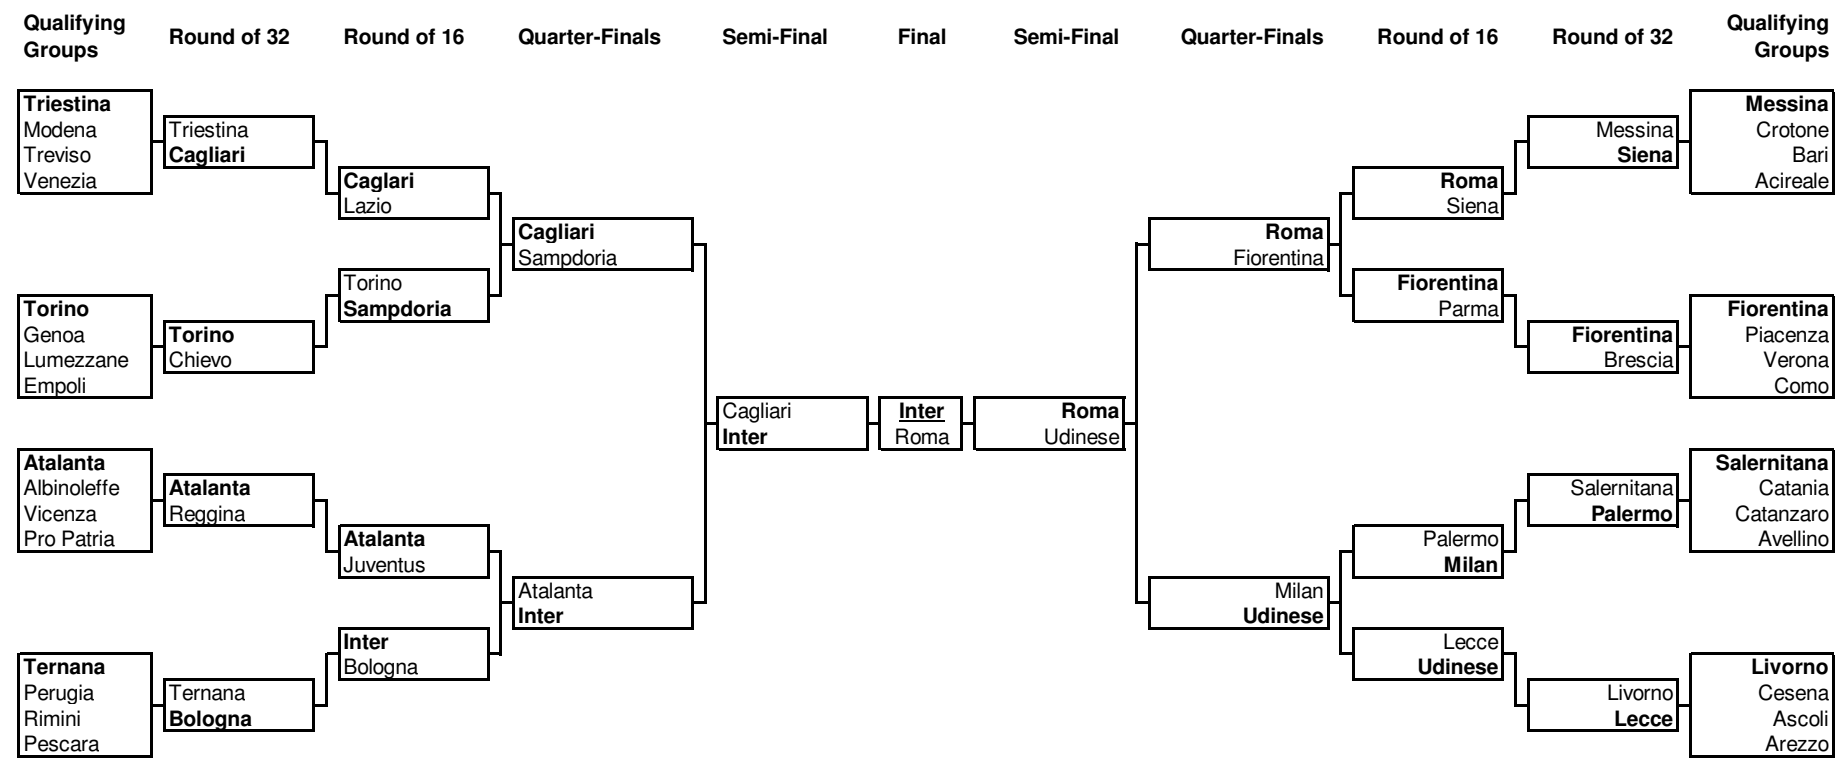 Qualifying
Groups
Round of 32
Round of 16
Quarter-Finals
Semi-Final
Final
Semi-Final
Quarter-Finals
Round of 16
Round of 32
Qualifying
Groups
Triestina
Modena
Treviso
Venezia
Torino
Genoa
Lumezzane
Empoli
Atalanta
Albinoleffe
Vicenza
Pro Patria
Ternana
Perugia
Rimini
Pescara
Triestina
Cagliari
Torino
Chievo
Atalanta
Reggina
Ternana
Bologna
Caglari
Lazio
Torino
Sampdoria
Atalanta
Juventus
Inter
Bologna
Cagliari
Sampdoria
Atalanta
Inter
Cagliari
Inter
Inter
Roma
Roma
Udinese
Roma
Fiorentina
Milan
Udinese
Roma
Siena
Fiorentina
Parma
Palermo
Milan
Lecce
Udinese
Messina
Siena
Fiorentina
Brescia
Salernitana
Palermo
Livorno
Lecce
Messina
Crotone
Bari
Acireale
Fiorentina
Piacenza
Verona
Como
Salernitana
Catania
Catanzaro
Avellino
Livorno
Cesena
Ascoli
Arezzo